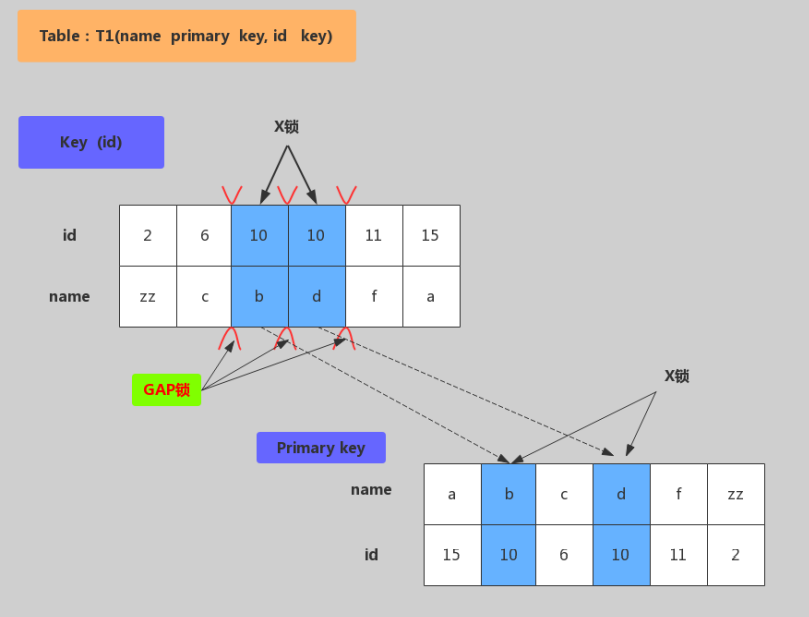 Table : T1(name primary key, id key)
Key (id)
X锁
id 2 6 10 10 11 15
name zz c b d f a
GAP锁
X锁
Primary key
name a b c d f zz
id 15 10 6 10 11 2